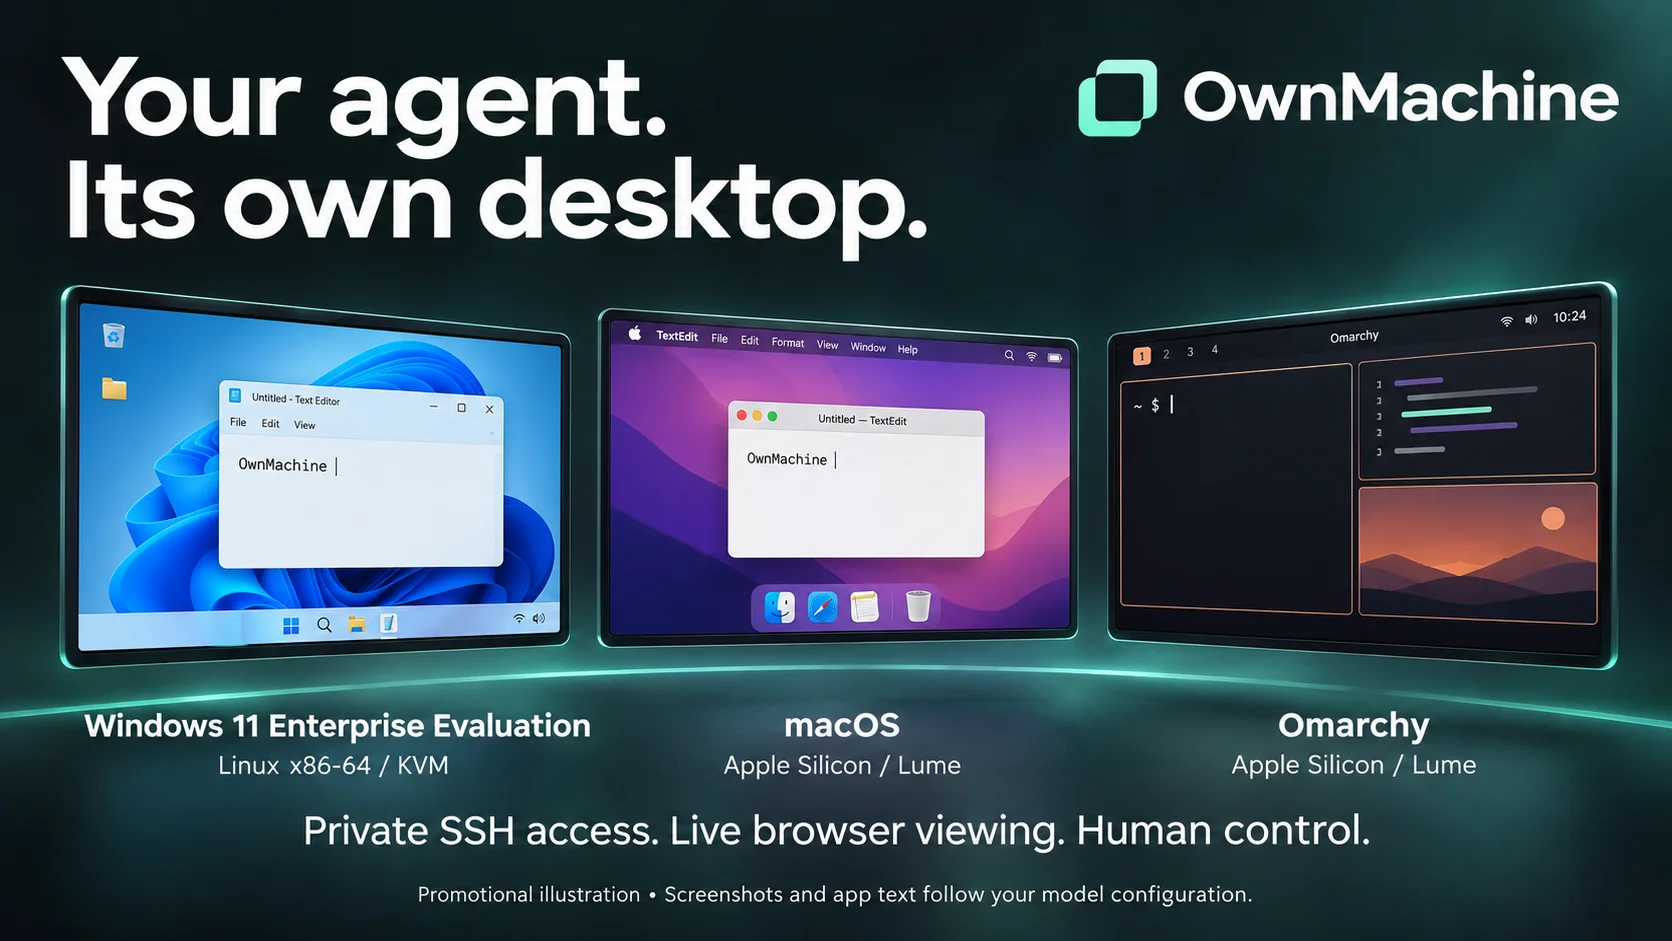 Your agent.
Its own desktop.
OwnMachine
Untitled - Text Editor
File Edit View
OwnMachine
TextEdit File Edit Format View Window Help
Untitled — TextEdit
OwnMachine
1 2 3 4
Omarchy
10:24
~ $
Windows 11 Enterprise Evaluation
Linux x86-64 / KVM
macOS
Apple Silicon / Lume
Omarchy
Apple Silicon / Lume
Private SSH access. Live browser viewing. Human control.
Promotional illustration • Screenshots and app text follow your model configuration.